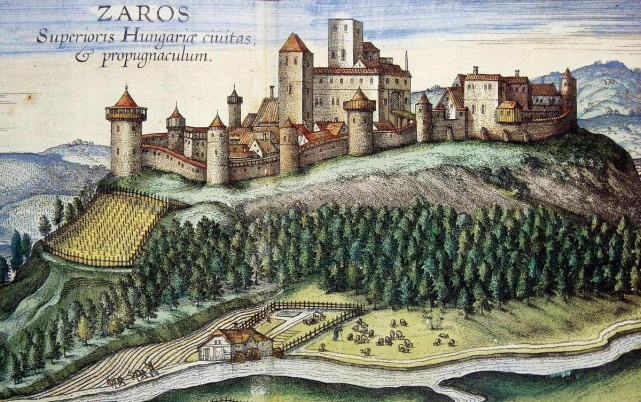 ZAROS
Superioris Hungariæ ciuitas,
& propugnaculum.